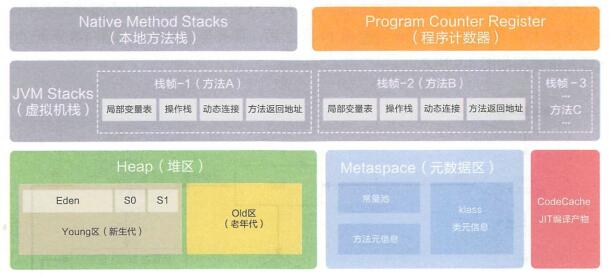 Native Method Stacks
（本地方法栈）
Program Counter Register
（程序计数器）
JVM Stacks
（虚拟机栈）
栈帧-1（方法A）
局部变量表 操作栈 动态连接 方法返回地址
栈帧-2（方法B）
局部变量表 操作栈 动态连接 方法返回地址
栈帧-3
...
方法C
...
Heap（堆区）
Eden S0 S1
Young区（新生代）
Old区
（老年代）
Metaspace（元数据区）
常量池
方法元信息
klass
类元信息
CodeCache
JIT编译产物